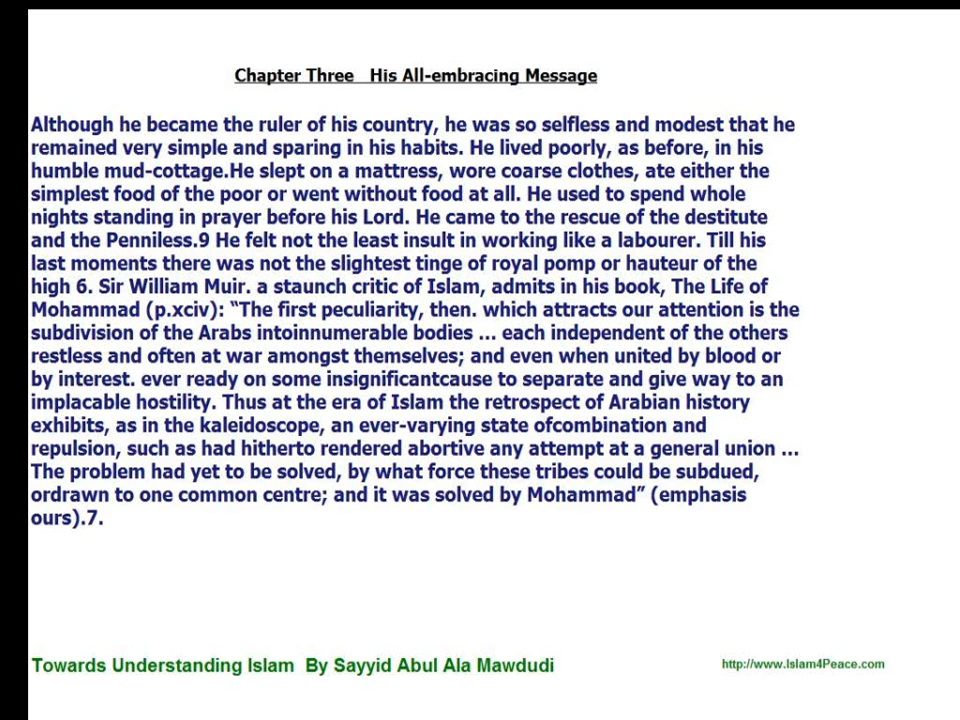 Chapter Three His All-embracing Message
Although he became the ruler of his country, he was so selfless and modest that he
remained very simple and sparing in his habits. He lived poorly, as before, in his
humble mud-cottage.He slept on a mattress, wore coarse clothes, ate either the
simplest food of the poor or went without food at all. He used to spend whole
nights standing in prayer before his Lord. He came to the rescue of the destitute
and the Penniless.9 He felt not the least insult in working like a labourer. Till his
last moments there was not the slightest tinge of royal pomp or hauteur of the
high 6. Sir William Muir. a staunch critic of Islam, admits in his book, The Life of
Mohammad (p.xciv): “The first peculiarity, then. which attracts our attention is the
subdivision of the Arabs intoinnumerable bodies ... each independent of the others
restless and often at war amongst themselves; and even when united by blood or
by interest. ever ready on some insignificantcause to separate and give way to an
implacable hostility. Thus at the era of Islam the retrospect of Arabian history
exhibits, as in the kaleidoscope, an ever-varying state ofcombination and
repulsion, such as had hitherto rendered abortive any attempt at a general union ...
The problem had yet to be solved, by what force these tribes could be subdued,
ordrawn to one common centre; and it was solved by Mohammad” (emphasis
ours).7.
Towards Understanding Islam By Sayyid Abul Ala Mawdudi
http://www.Islam4Peace.com